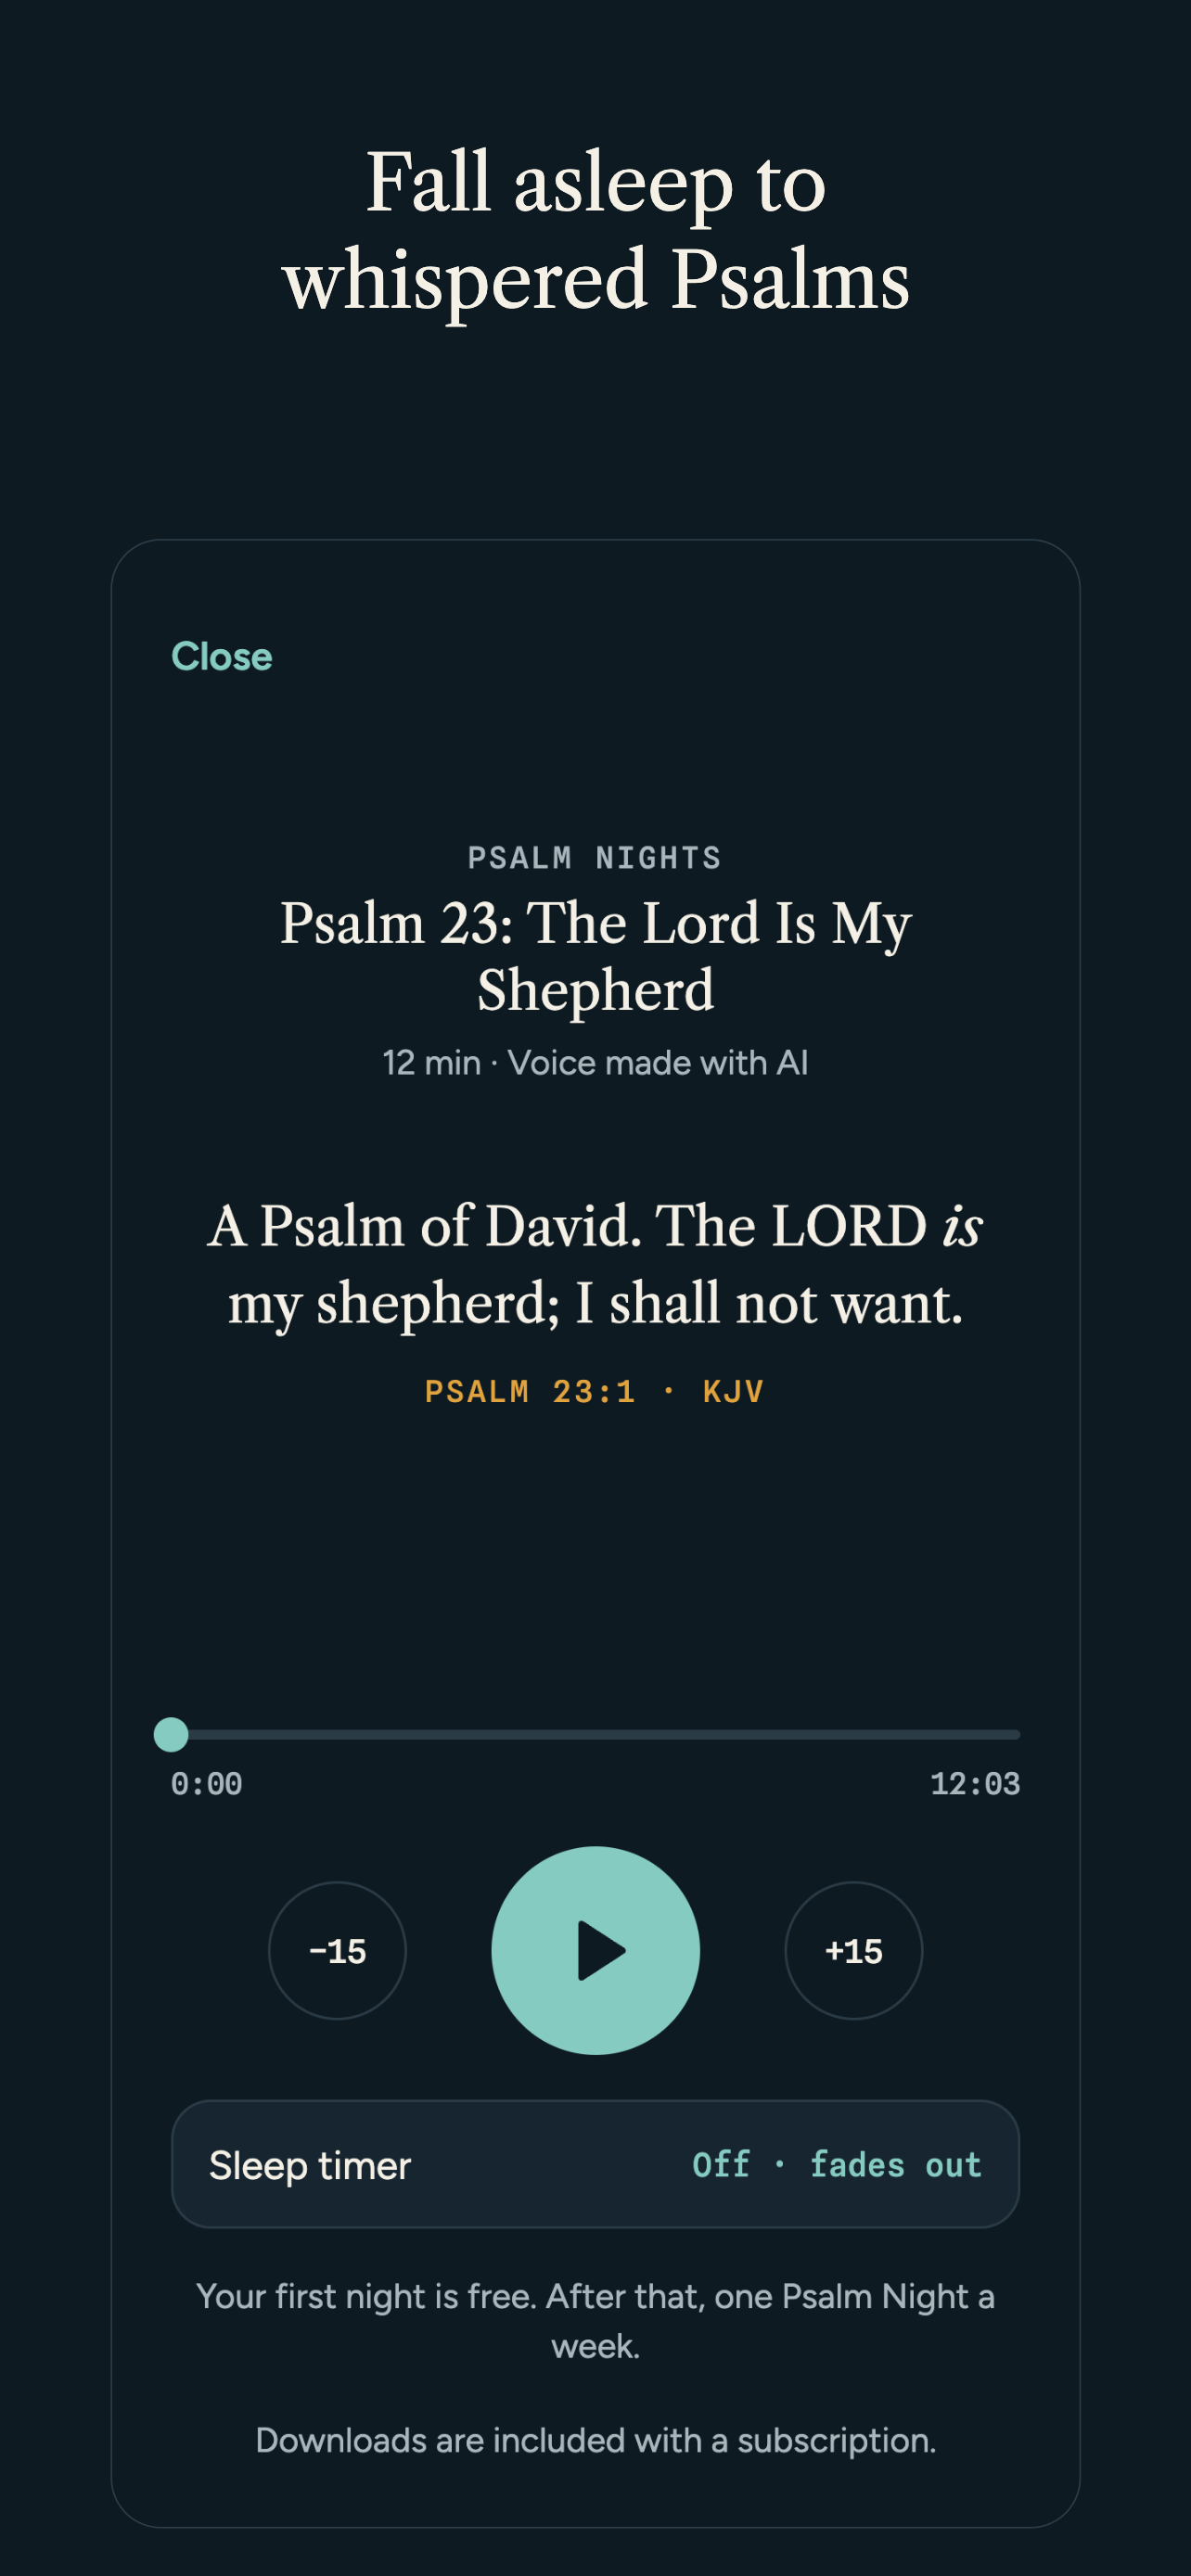 Fall asleep to
whispered Psalms
Close
PSALM NIGHTS
Psalm 23: The Lord Is My
Shepherd
12 min · Voice made with AI
A Psalm of David. The LORD is
my shepherd; I shall not want.
PSALM 23:1 · KJV
0:00 12:03
-15 +15
Sleep timer Off · fades out
Your first night is free. After that, one Psalm Night a
week.
Downloads are included with a subscription.